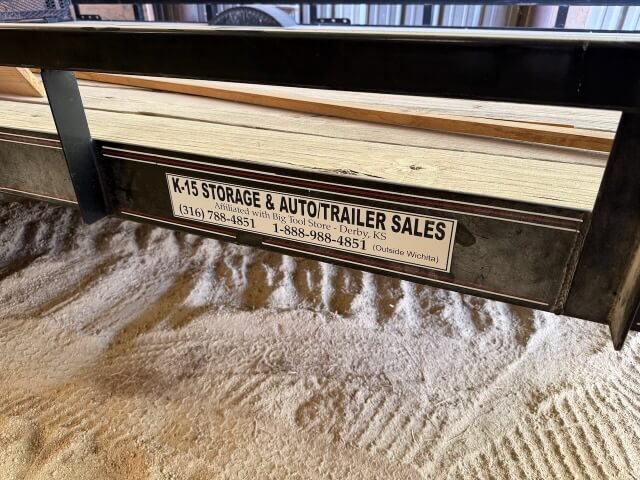 K-15 STORAGE & AUTO/TRAILER SALES
Affiliated with Big Tool Store - Derby, KS
(316) 788-4851 1-888-988-4851 (Outside Wichita)